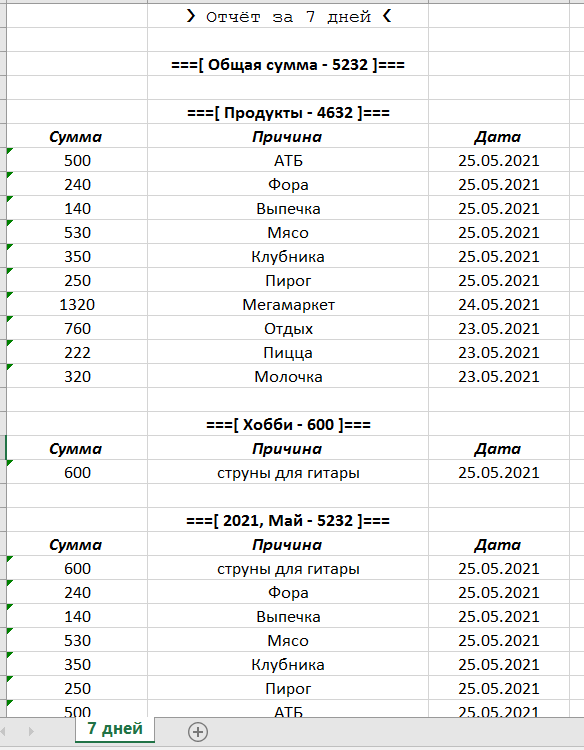 ❯ Отчёт за 7 дней ❮
===[ Общая сумма - 5232 ]===
===[ Продукты - 4632 ]===
Сумма Причина Дата
500 АТБ 25.05.2021
240 Фора 25.05.2021
140 Выпечка 25.05.2021
530 Мясо 25.05.2021
350 Клубника 25.05.2021
250 Пирог 25.05.2021
1320 Мегамаркет 24.05.2021
760 Отдых 23.05.2021
222 Пицца 23.05.2021
320 Молочка 23.05.2021
===[ Хобби - 600 ]===
Сумма Причина Дата
600 струны для гитары 25.05.2021
===[ 2021, Май - 5232 ]===
Сумма Причина Дата
600 струны для гитары 25.05.2021
240 Фора 25.05.2021
140 Выпечка 25.05.2021
530 Мясо 25.05.2021
350 Клубника 25.05.2021
250 Пирог 25.05.2021
500 АТБ 25.05.2021
7 дней